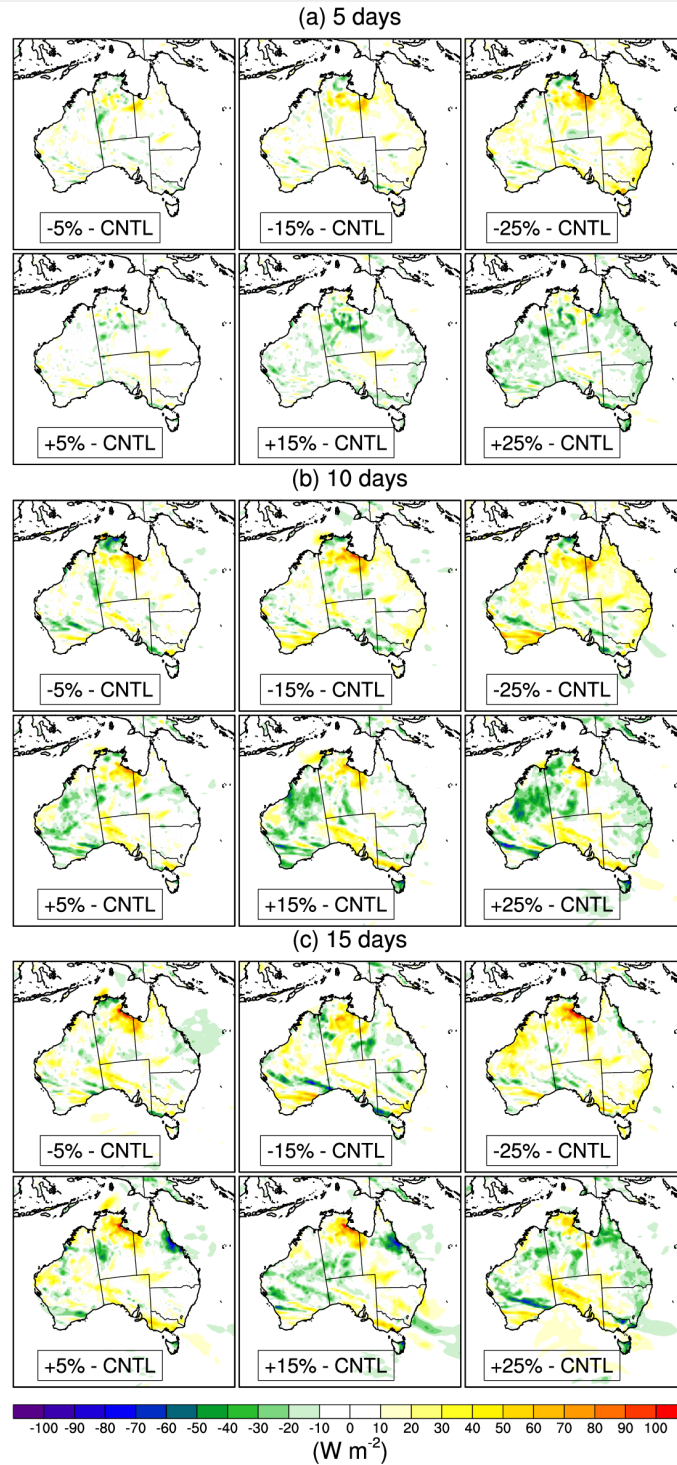 (a) 5 days
-5% - CNTL
-15% - CNTL
-25% - CNTL
+5% - CNTL
+15% - CNTL
+25% - CNTL
(b) 10 days
-5% - CNTL
-15% - CNTL
-25% - CNTL
+5% - CNTL
+15% - CNTL
+25% - CNTL
(c) 15 days
-5% - CNTL
-15% - CNTL
-25% - CNTL
+5% - CNTL
+15% - CNTL
+25% - CNTL
-100 -90 -80 -70 -60 -50 -40 -30 -20 -10 0 10 20 30 40 50 60 70 80 90 100
(W m⁻²)